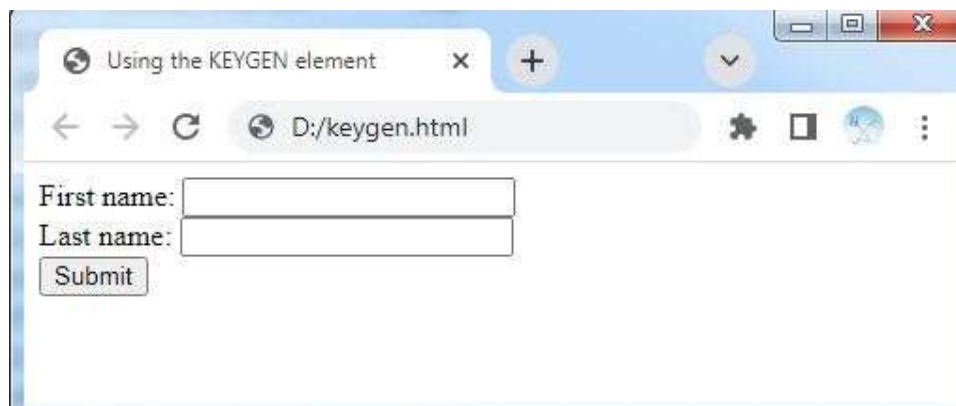 Using the KEYGEN element
D:/keygen.html
First name:
Last name:
Submit